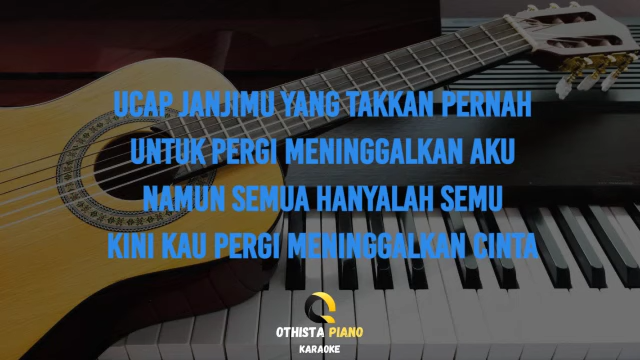 UCAP JANJIMU YANG TAKKAN PERNAH
UNTUK PERGI MENINGGALKAN AKU
NAMUN SEMUA HANYALAH SEMU
KINI KAU PERGI MENINGGALKAN CINTA
OTHISTA PIANO
KARAOKE